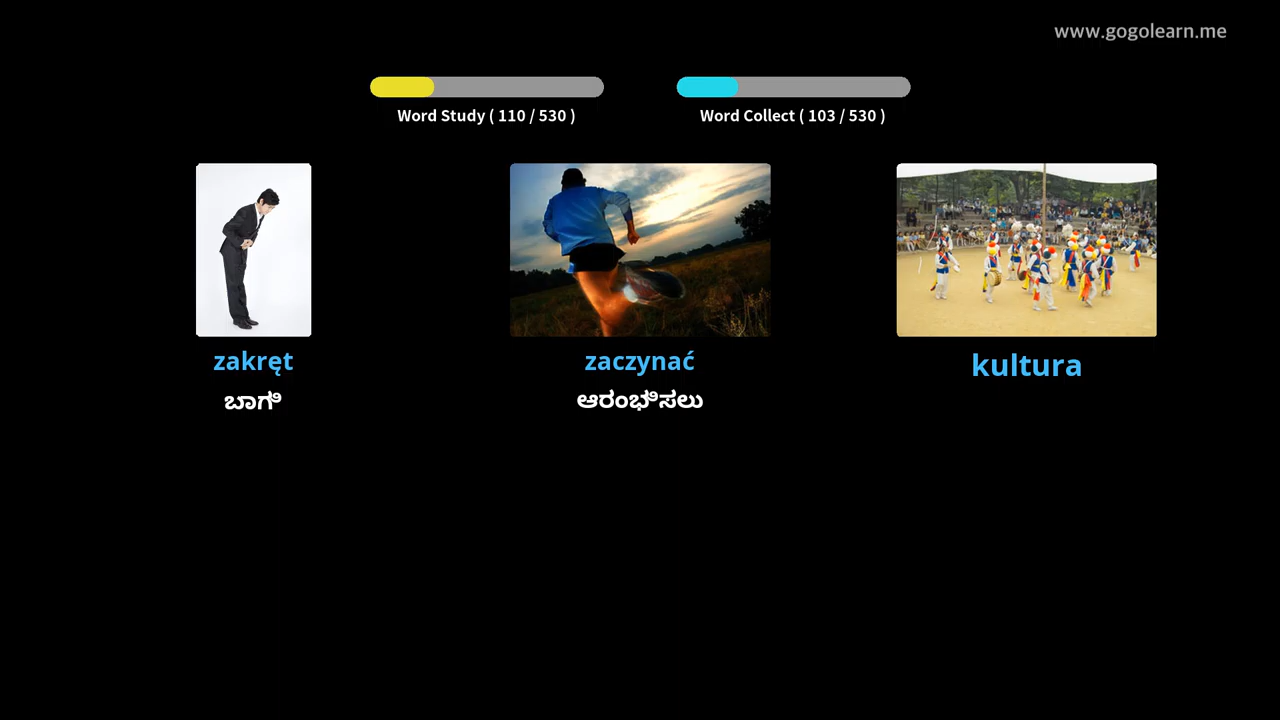 www.gogolearn.me
Word Study ( 110 / 530 )
Word Collect ( 103 / 530 )
zakręt
zaczynać
kultura
ಬಾಗಿ
ಆರಂಭಿಸಲು